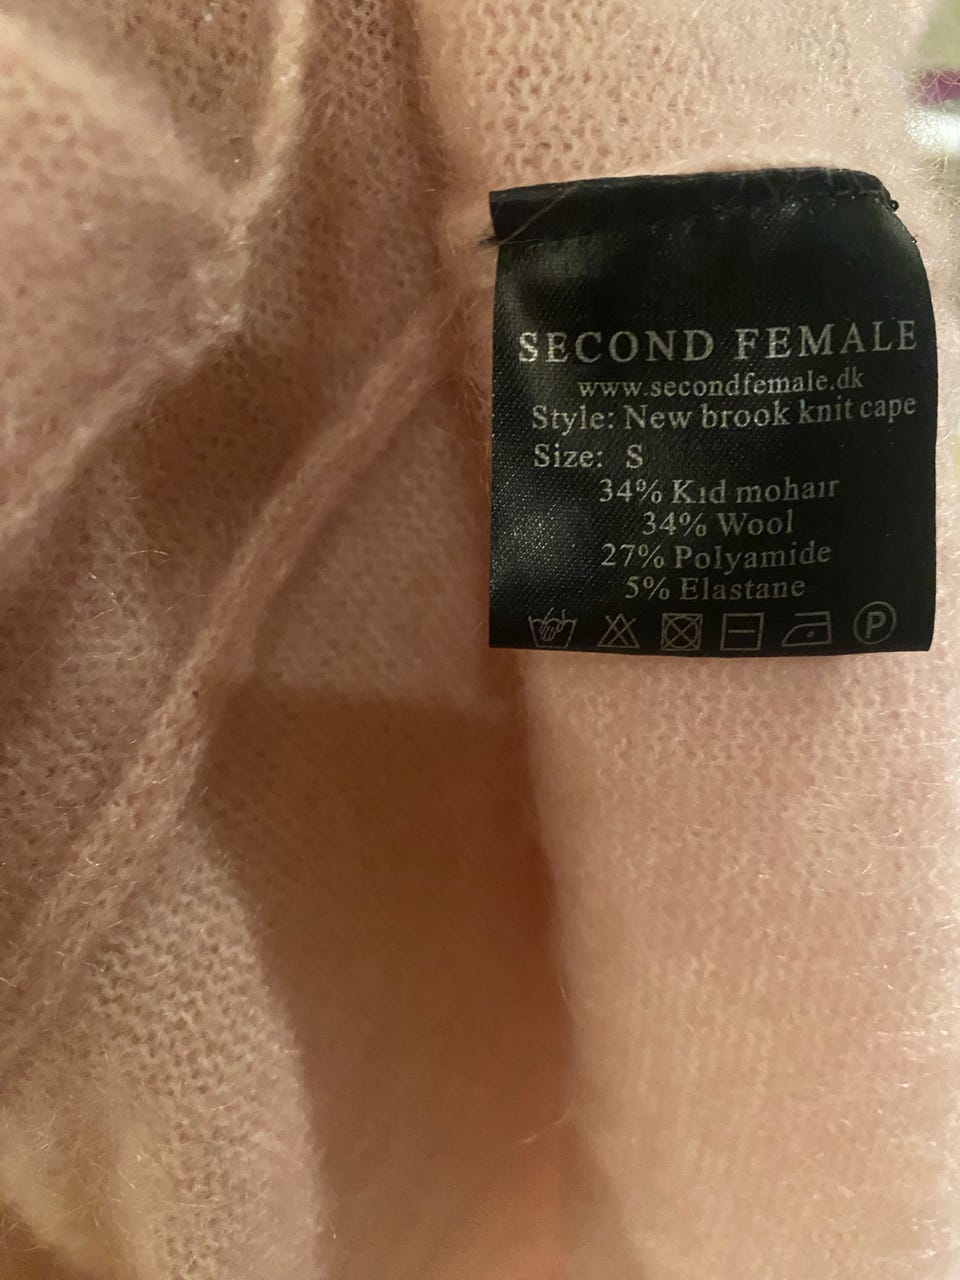 SECOND FEMALE
www.secondfemale.dk
Style: New brook knit cape
Size: S
34% Kid mohair
34% Wool
27% Polyamide
5% Elastane
P